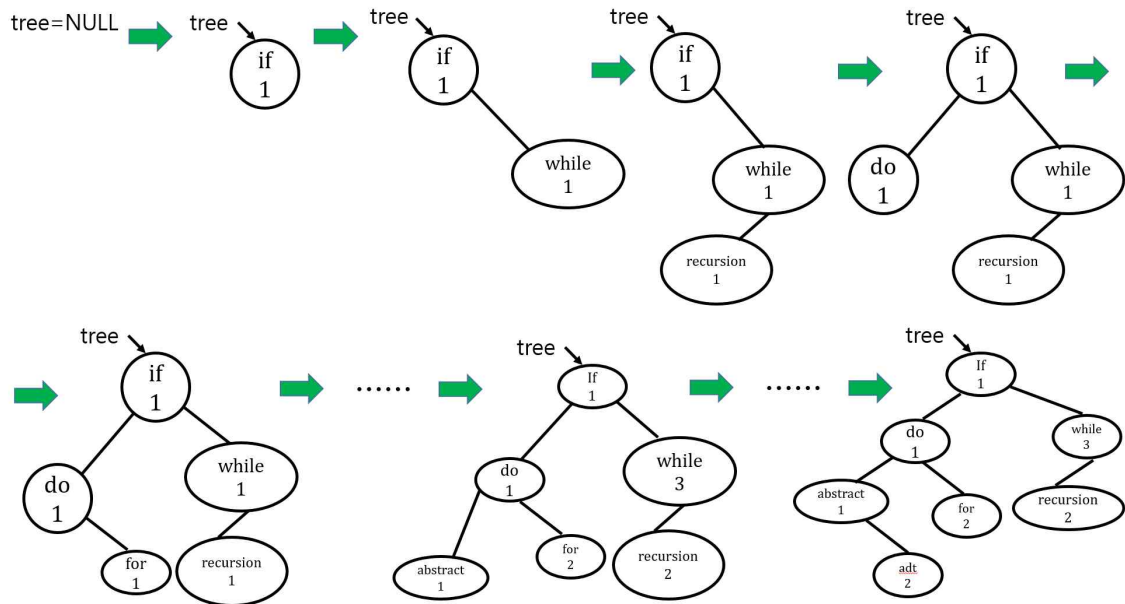 tree=NULL
tree
if
1
tree
if
1
while
1
tree
if
1
while
1
recursion
1
tree
if
1
do
1
while
1
recursion
1
tree
if
1
do
1
while
1
for
1
recursion
1
......
tree
If
1
do
1
while
3
abstract
1
for
2
recursion
2
......
tree
If
1
do
1
while
3
abstract
1
for
2
recursion
2
adt
2